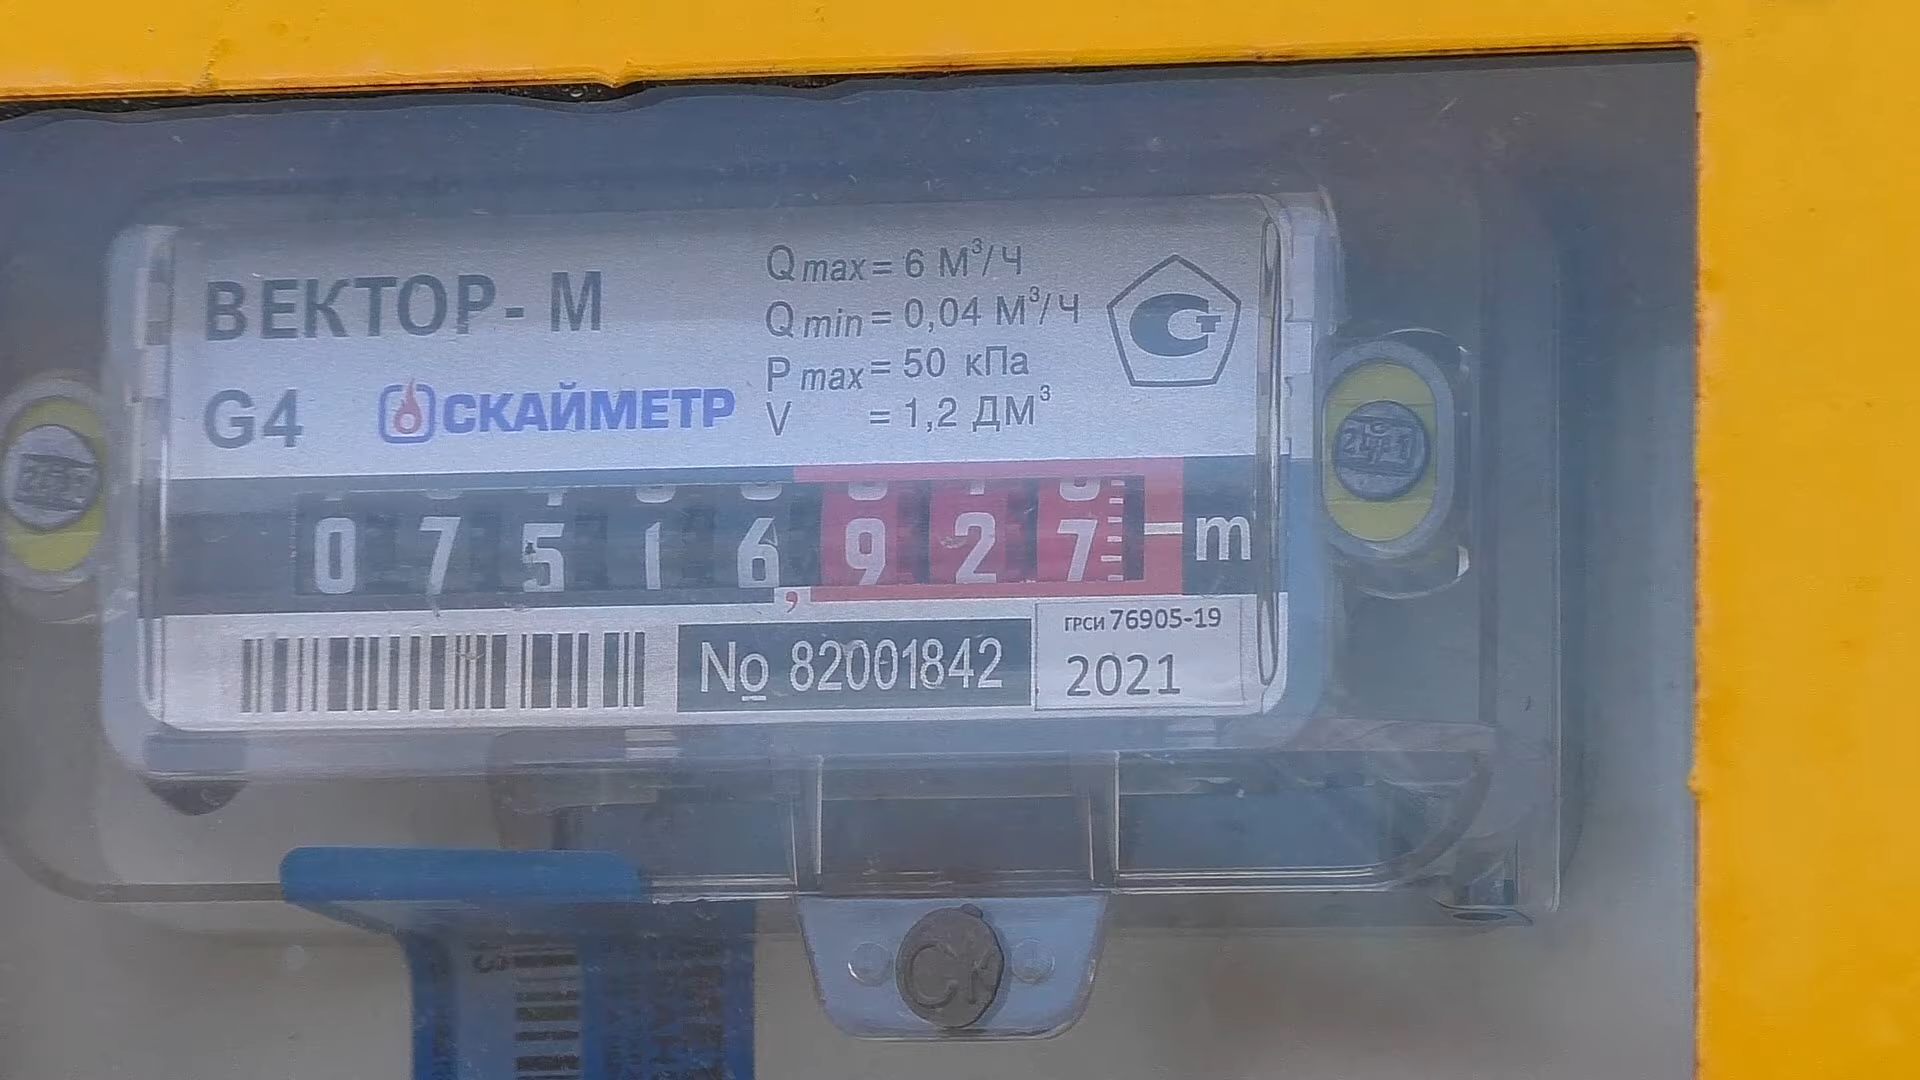 ВЕКТОР - М
G4
СКАЙМЕТР
Qmax = 6 М³/Ч
Qmin = 0,04 М³/Ч
Pmax = 50 кПа
V = 1,2 ДМ³
07516,927 m
№ 82001842
ГРСИ 76905-19
2021
СК